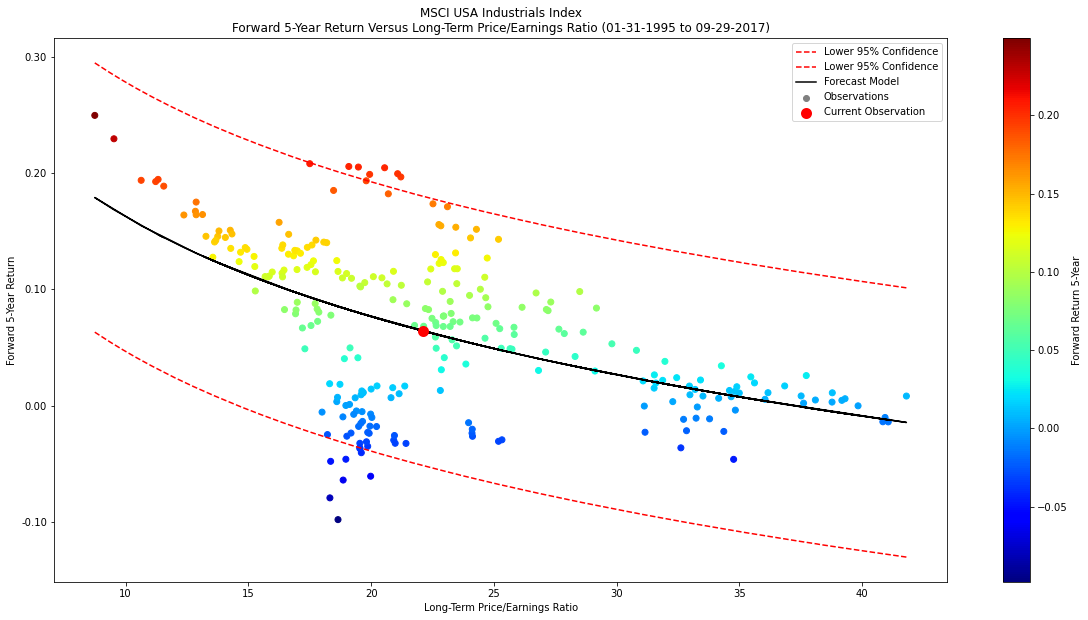 MSCI USA Industrials Index
Forward 5-Year Return Versus Long-Term Price/Earnings Ratio (01-31-1995 to 09-29-2017)
Lower 95% Confidence
Lower 95% Confidence
Forecast Model
Observations
Current Observation
0.30
0.20
0.10
0.00
-0.10
Forward 5-Year Return
10
15
20
25
30
35
40
Long-Term Price/Earnings Ratio
0.20
0.15
0.10
0.05
0.00
−0.05
Forward Return 5-Year